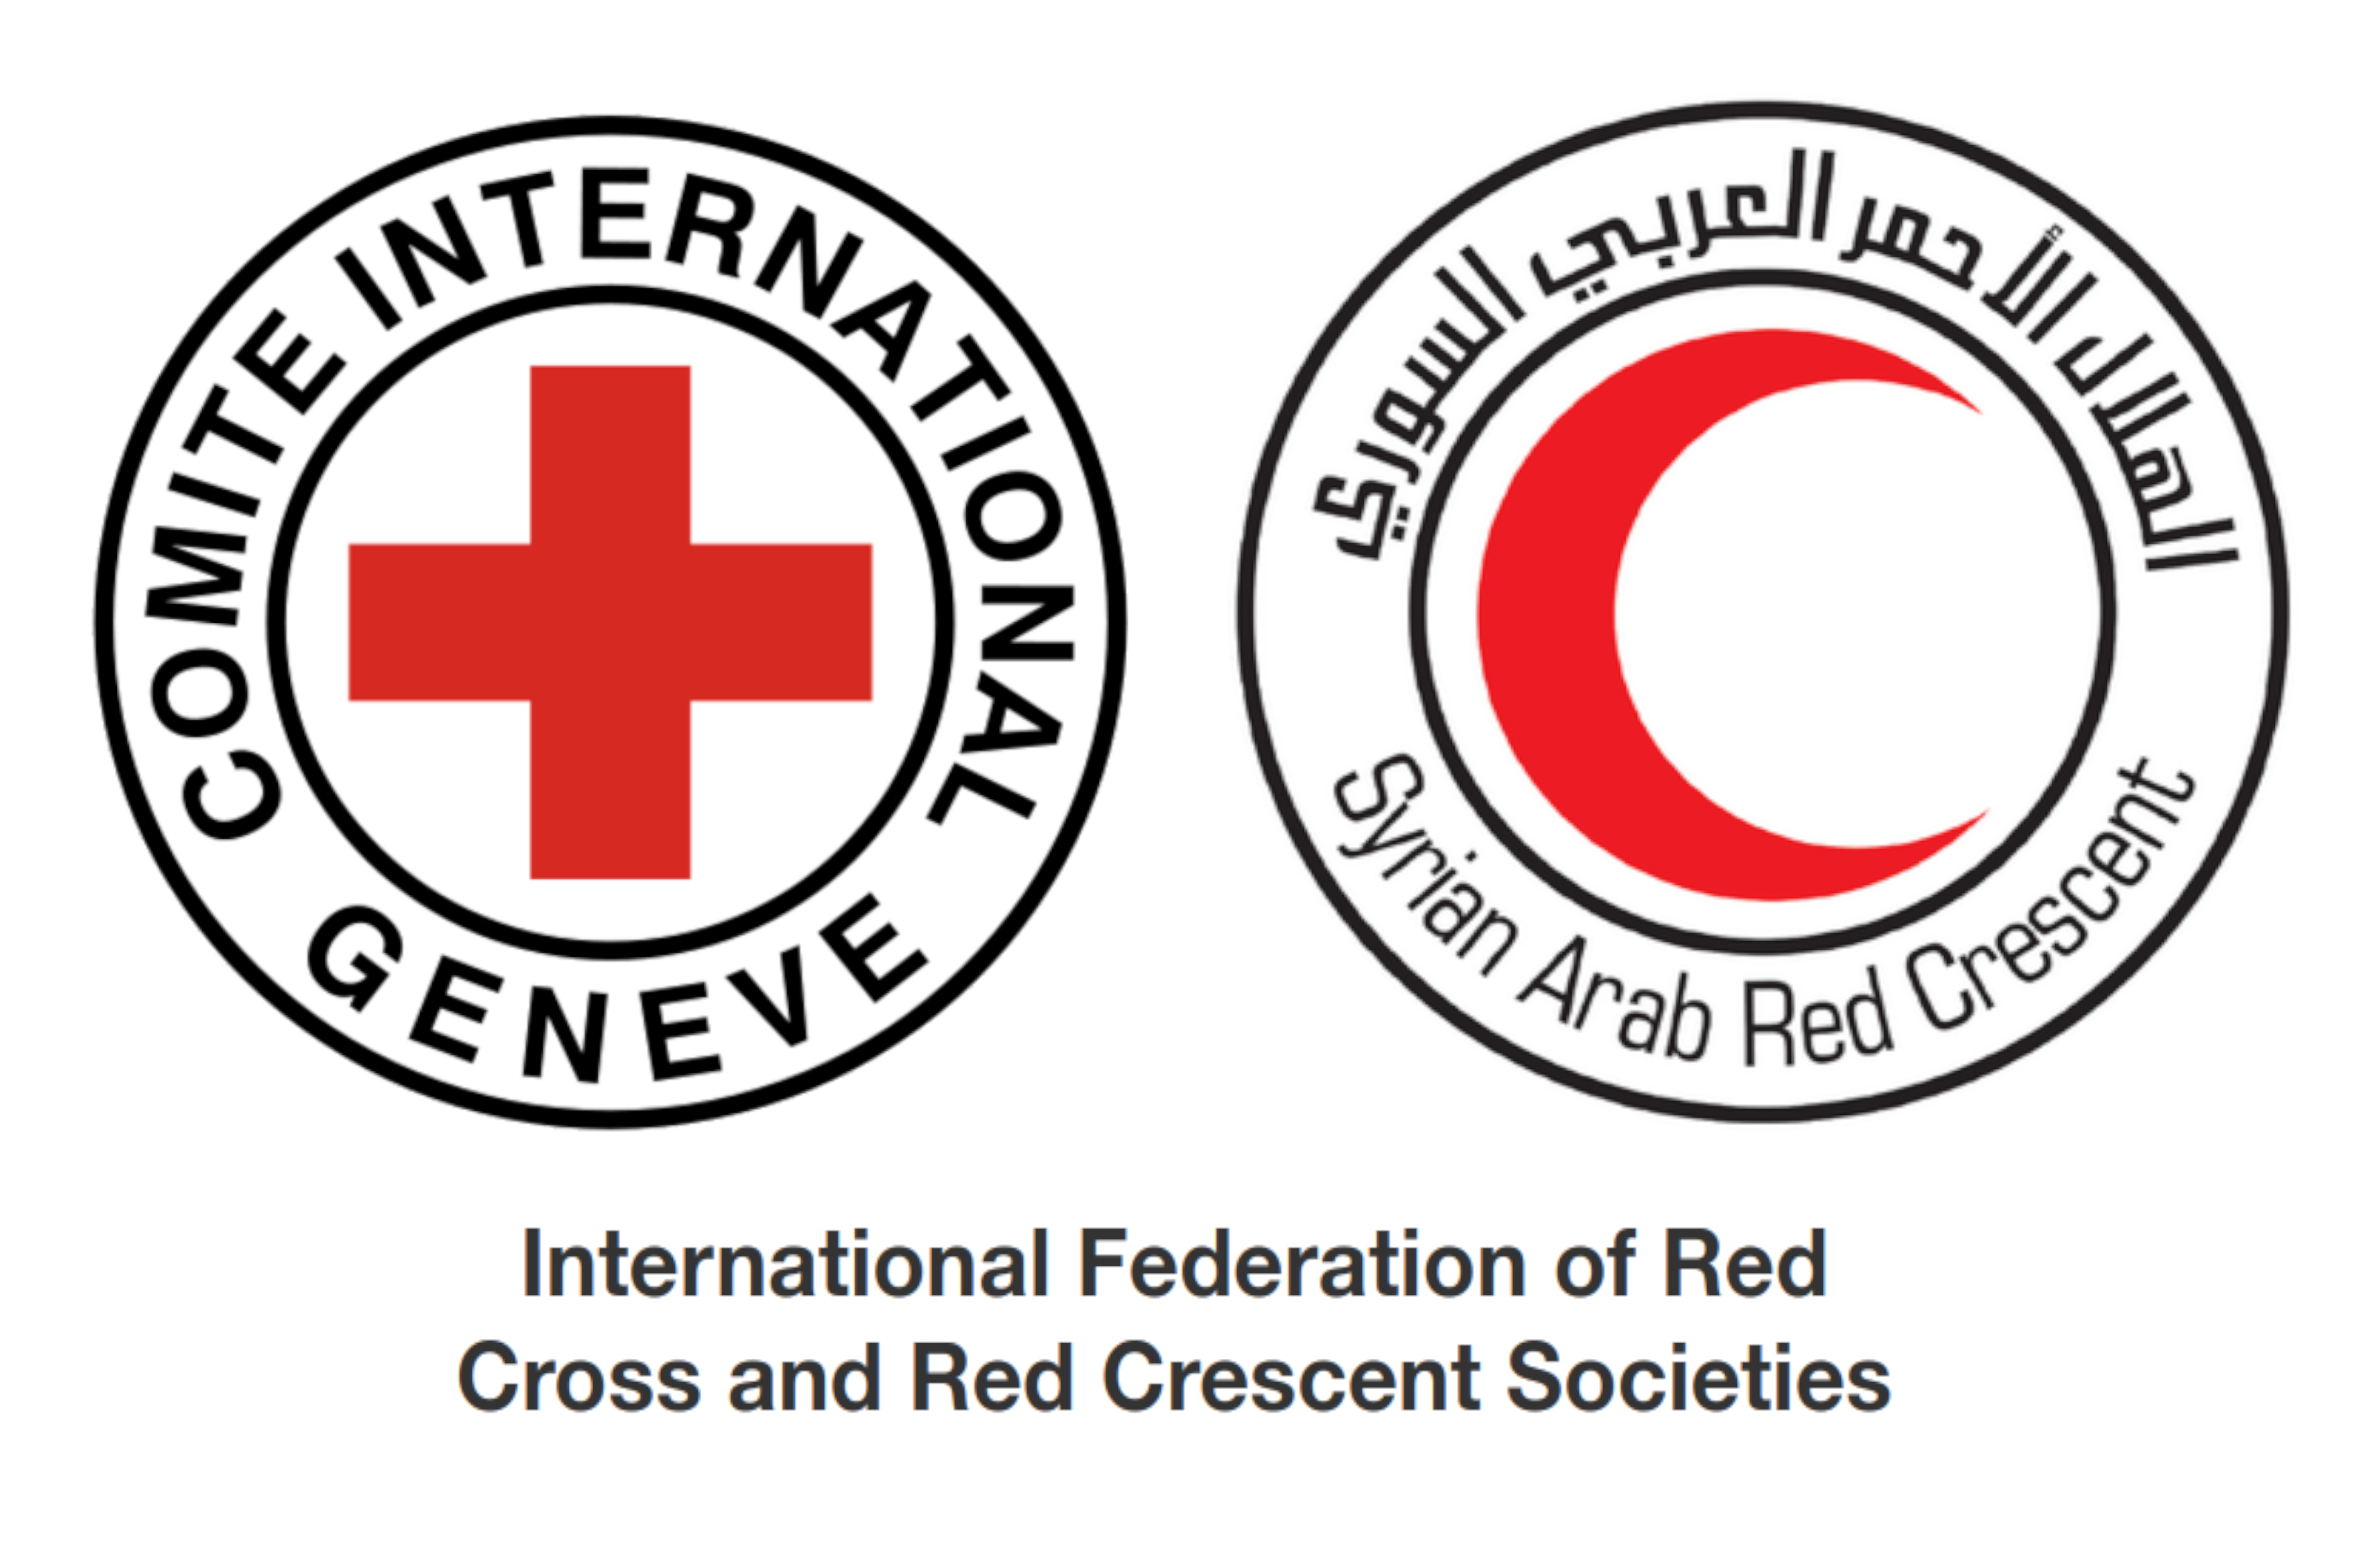 COMITE INTERNATIONAL
GENEVE
الهلال الأحمر العربي السوري
Syrian Arab Red Crescent
International Federation of Red
Cross and Red Crescent Societies